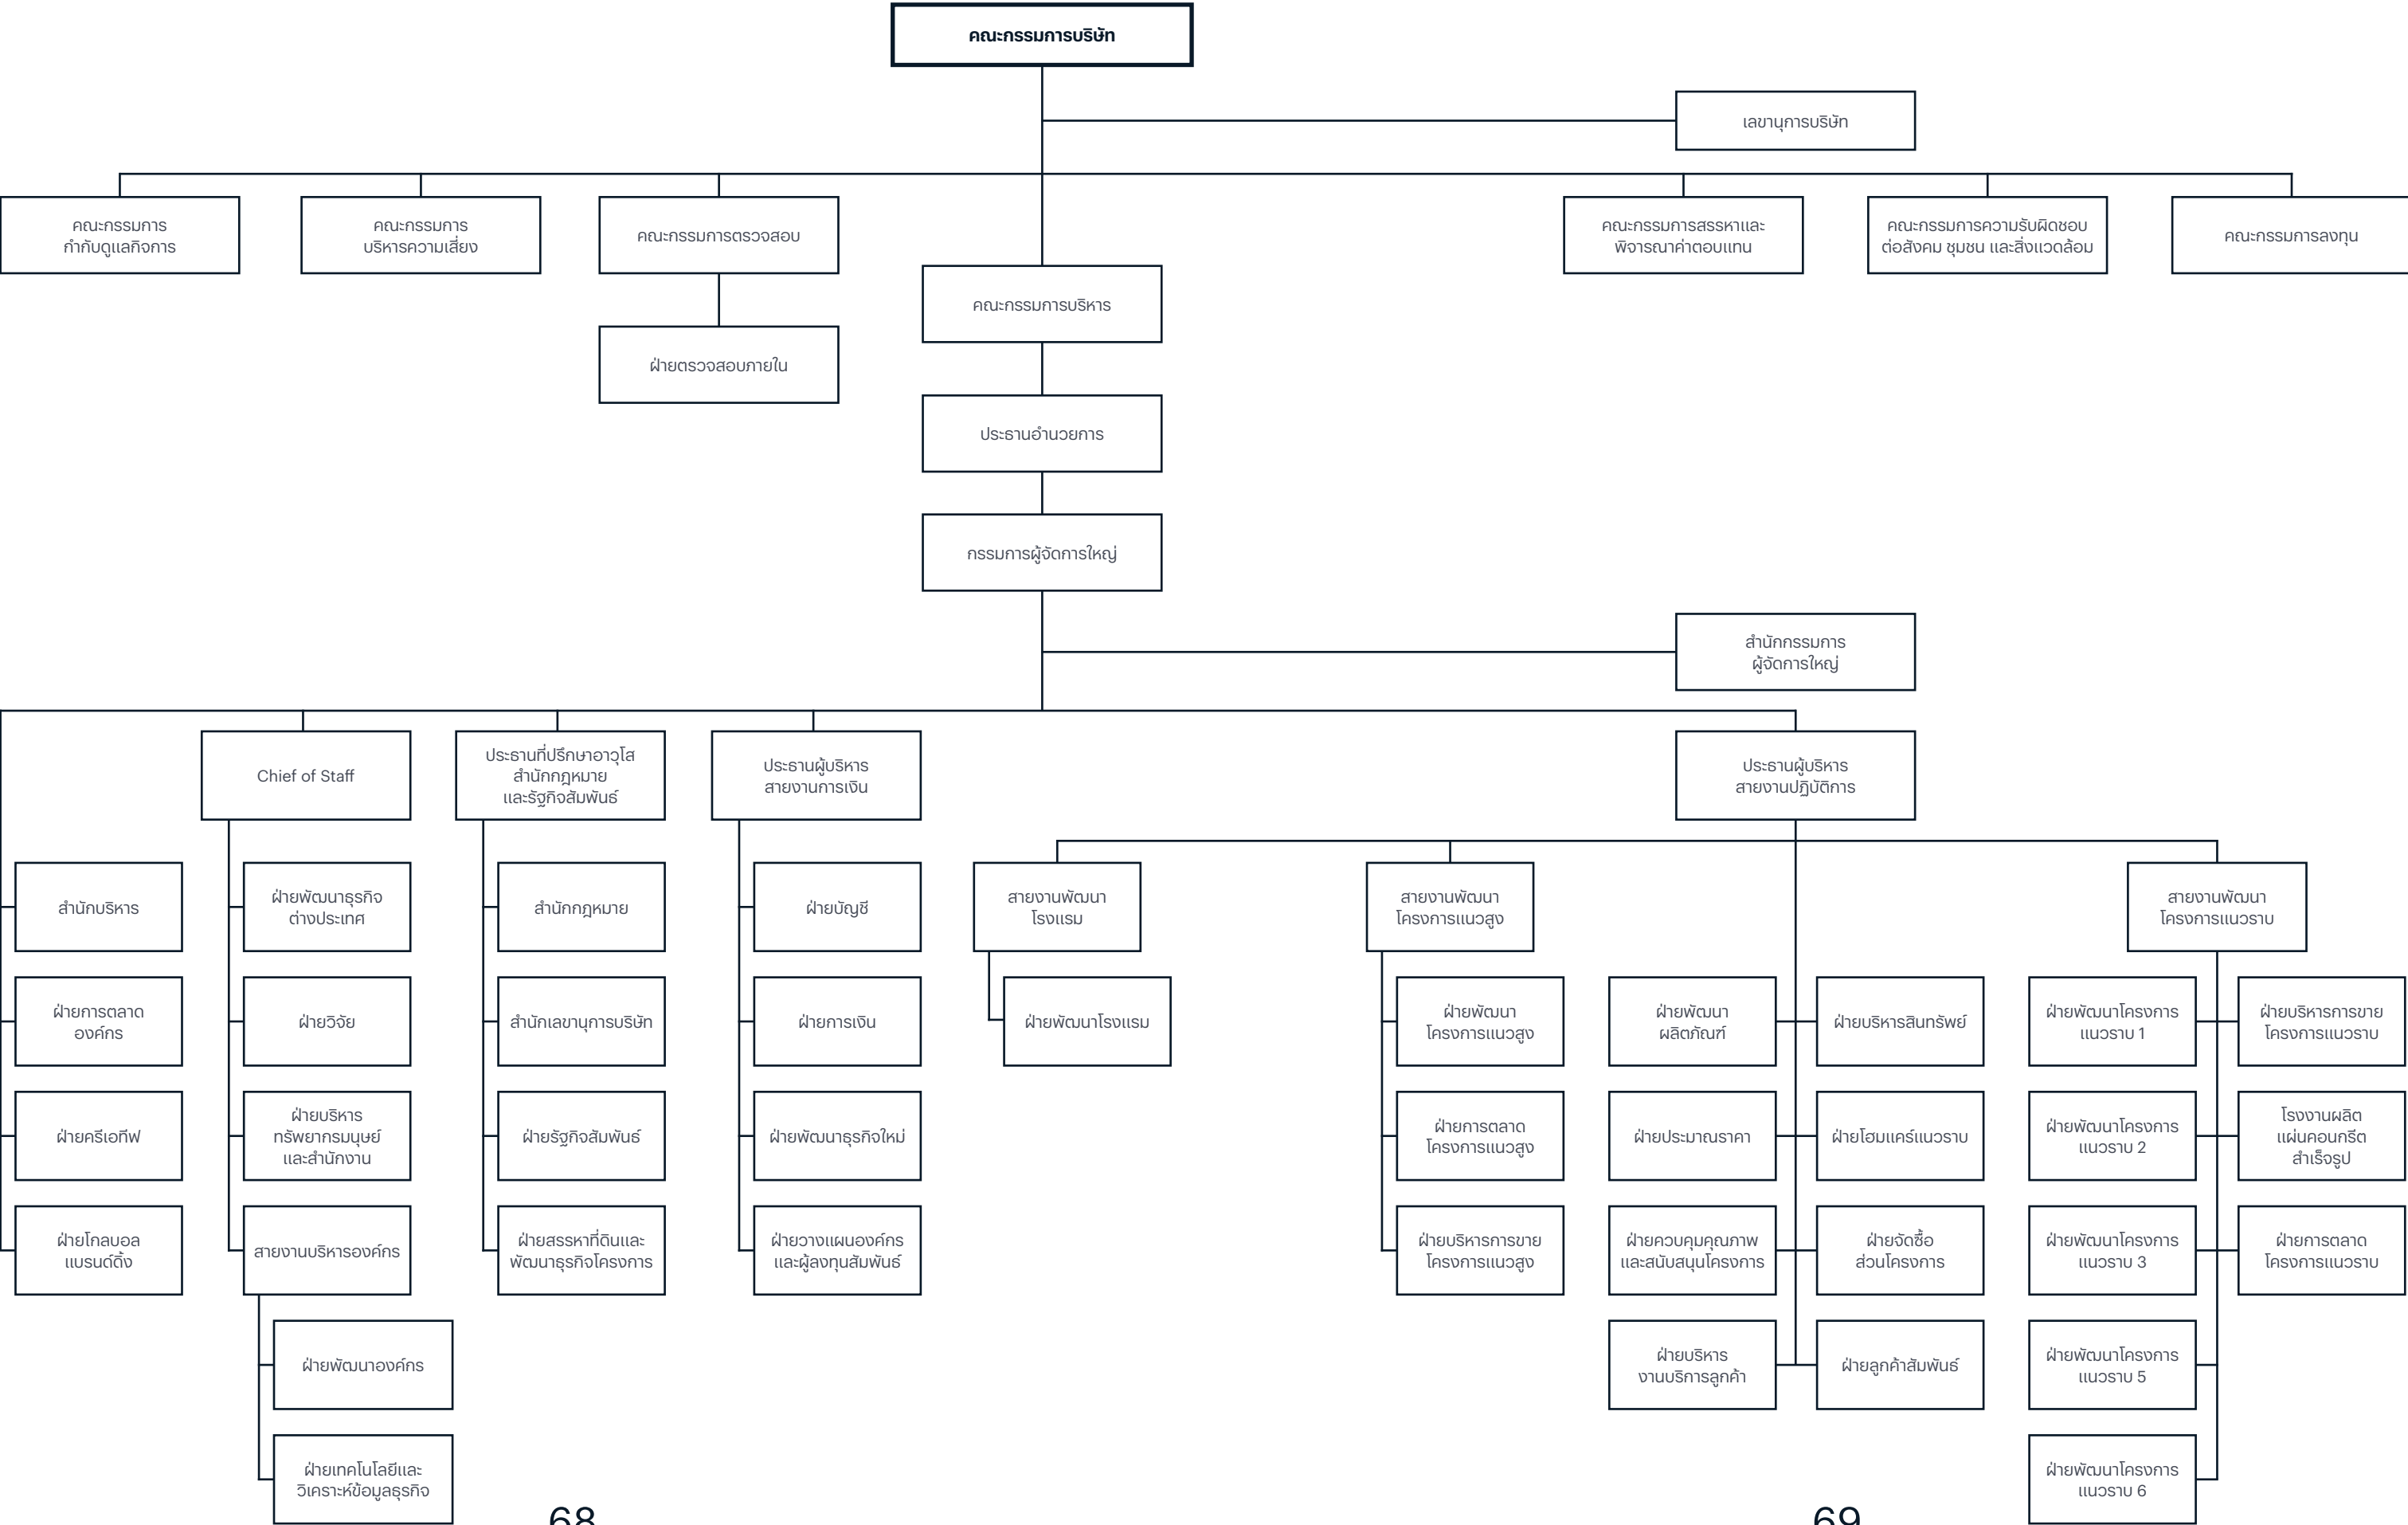 คณะกรรมการบริษัท
เลขานุการบริษัท
คณะกรรมการ
กำกับดูแลกิจการ
คณะกรรมการ
บริหารความเสี่ยง
คณะกรรมการตรวจสอบ
คณะกรรมการสรรหาและ
พิจารณาค่าตอบแทน
คณะกรรมการความรับผิดชอบ
ต่อสังคม ชุมชน และสิ่งแวดล้อม
คณะกรรมการลงทุน
คณะกรรมการบริหาร
ฝ่ายตรวจสอบภายใน
ประธานอำนวยการ
กรรมการผู้จัดการใหญ่
สำนักกรรมการ
ผู้จัดการใหญ่
Chief of Staff
ประธานที่ปรึกษาอาวุโส
สำนักกฎหมาย
และรัฐกิจสัมพันธ์
ประธานผู้บริหาร
สายงานการเงิน
ประธานผู้บริหาร
สายงานปฏิบัติการ
สำนักบริหาร
ฝ่ายการตลาด
องค์กร
ฝ่ายครีเอทีฟ
ฝ่ายโกลบอล
แบรนด์ดิ้ง
ฝ่ายพัฒนาธุรกิจ
ต่างประเทศ
ฝ่ายวิจัย
ฝ่ายบริหาร
ทรัพยากรมนุษย์
และสำนักงาน
สายงานบริหารองค์กร
ฝ่ายพัฒนาองค์กร
ฝ่ายเทคโนโลยีและ
วิเคราะห์ข้อมูลธุรกิจ
สำนักกฎหมาย
สำนักเลขานุการบริษัท
ฝ่ายรัฐกิจสัมพันธ์
ฝ่ายสรรหาที่ดินและ
พัฒนาธุรกิจโครงการ
ฝ่ายบัญชี
ฝ่ายการเงิน
ฝ่ายพัฒนาธุรกิจใหม่
ฝ่ายวางแผนองค์กร
และผู้ลงทุนสัมพันธ์
สายงานพัฒนา
โรงแรม
ฝ่ายพัฒนาโรงแรม
สายงานพัฒนา
โครงการแนวสูง
ฝ่ายพัฒนา
โครงการแนวสูง
ฝ่ายการตลาด
โครงการแนวสูง
ฝ่ายบริหารการขาย
โครงการแนวสูง
ฝ่ายพัฒนา
ผลิตภัณฑ์
ฝ่ายประมาณราคา
ฝ่ายควบคุมคุณภาพ
และสนับสนุนโครงการ
ฝ่ายบริหาร
งานบริการลูกค้า
ฝ่ายบริหารสินทรัพย์
ฝ่ายโฮมแคร์แนวราบ
ฝ่ายจัดซื้อ
ส่วนโครงการ
ฝ่ายลูกค้าสัมพันธ์
สายงานพัฒนา
โครงการแนวราบ
ฝ่ายพัฒนาโครงการ
แนวราบ 1
ฝ่ายพัฒนาโครงการ
แนวราบ 2
ฝ่ายพัฒนาโครงการ
แนวราบ 3
ฝ่ายพัฒนาโครงการ
แนวราบ 5
ฝ่ายพัฒนาโครงการ
แนวราบ 6
ฝ่ายบริหารการขาย
โครงการแนวราบ
โรงงานผลิต
แผ่นคอนกรีต
สำเร็จรูป
ฝ่ายการตลาด
โครงการแนวราบ
68
69